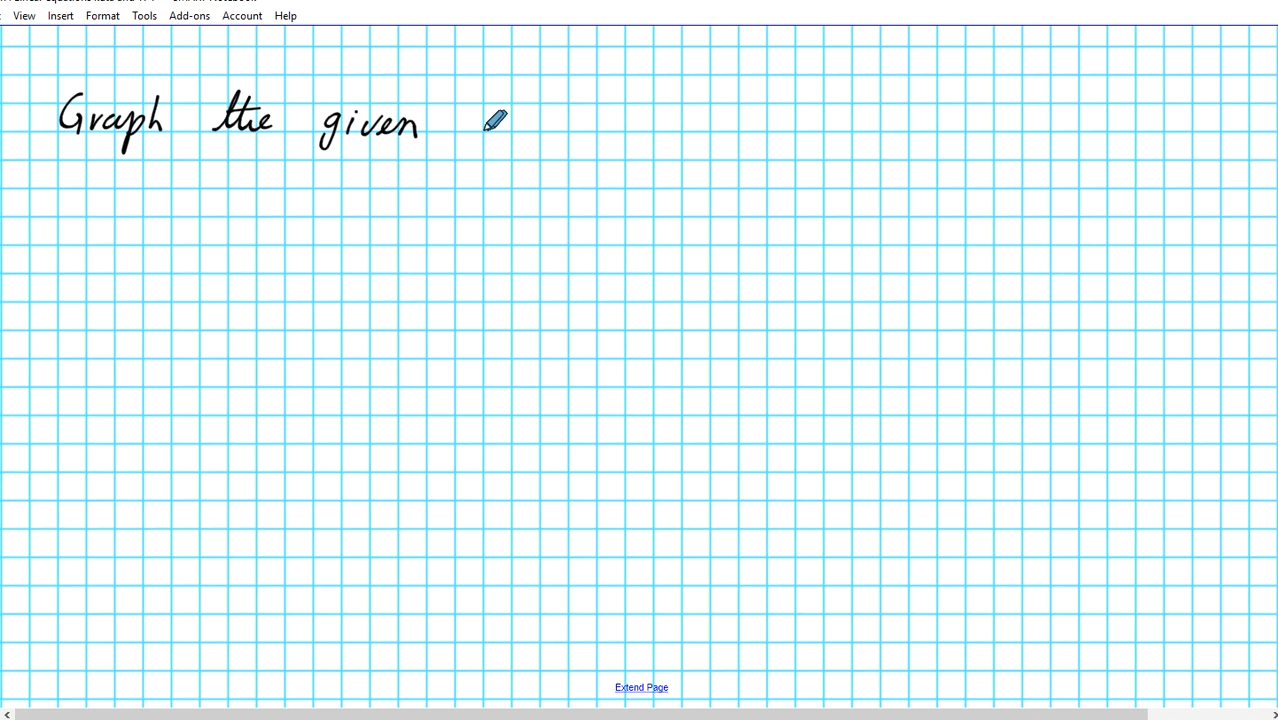 View Insert Format Tools Add-ons Account Help
Graph the given
Extend Page